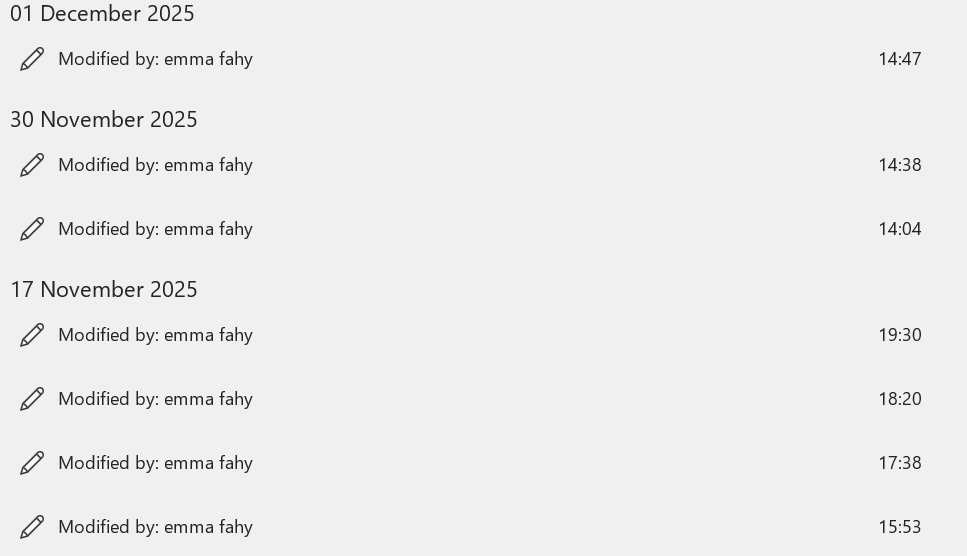 01 December 2025
Modified by: emma fahy 14:47
30 November 2025
Modified by: emma fahy 14:38
Modified by: emma fahy 14:04
17 November 2025
Modified by: emma fahy 19:30
Modified by: emma fahy 18:20
Modified by: emma fahy 17:38
Modified by: emma fahy 15:53